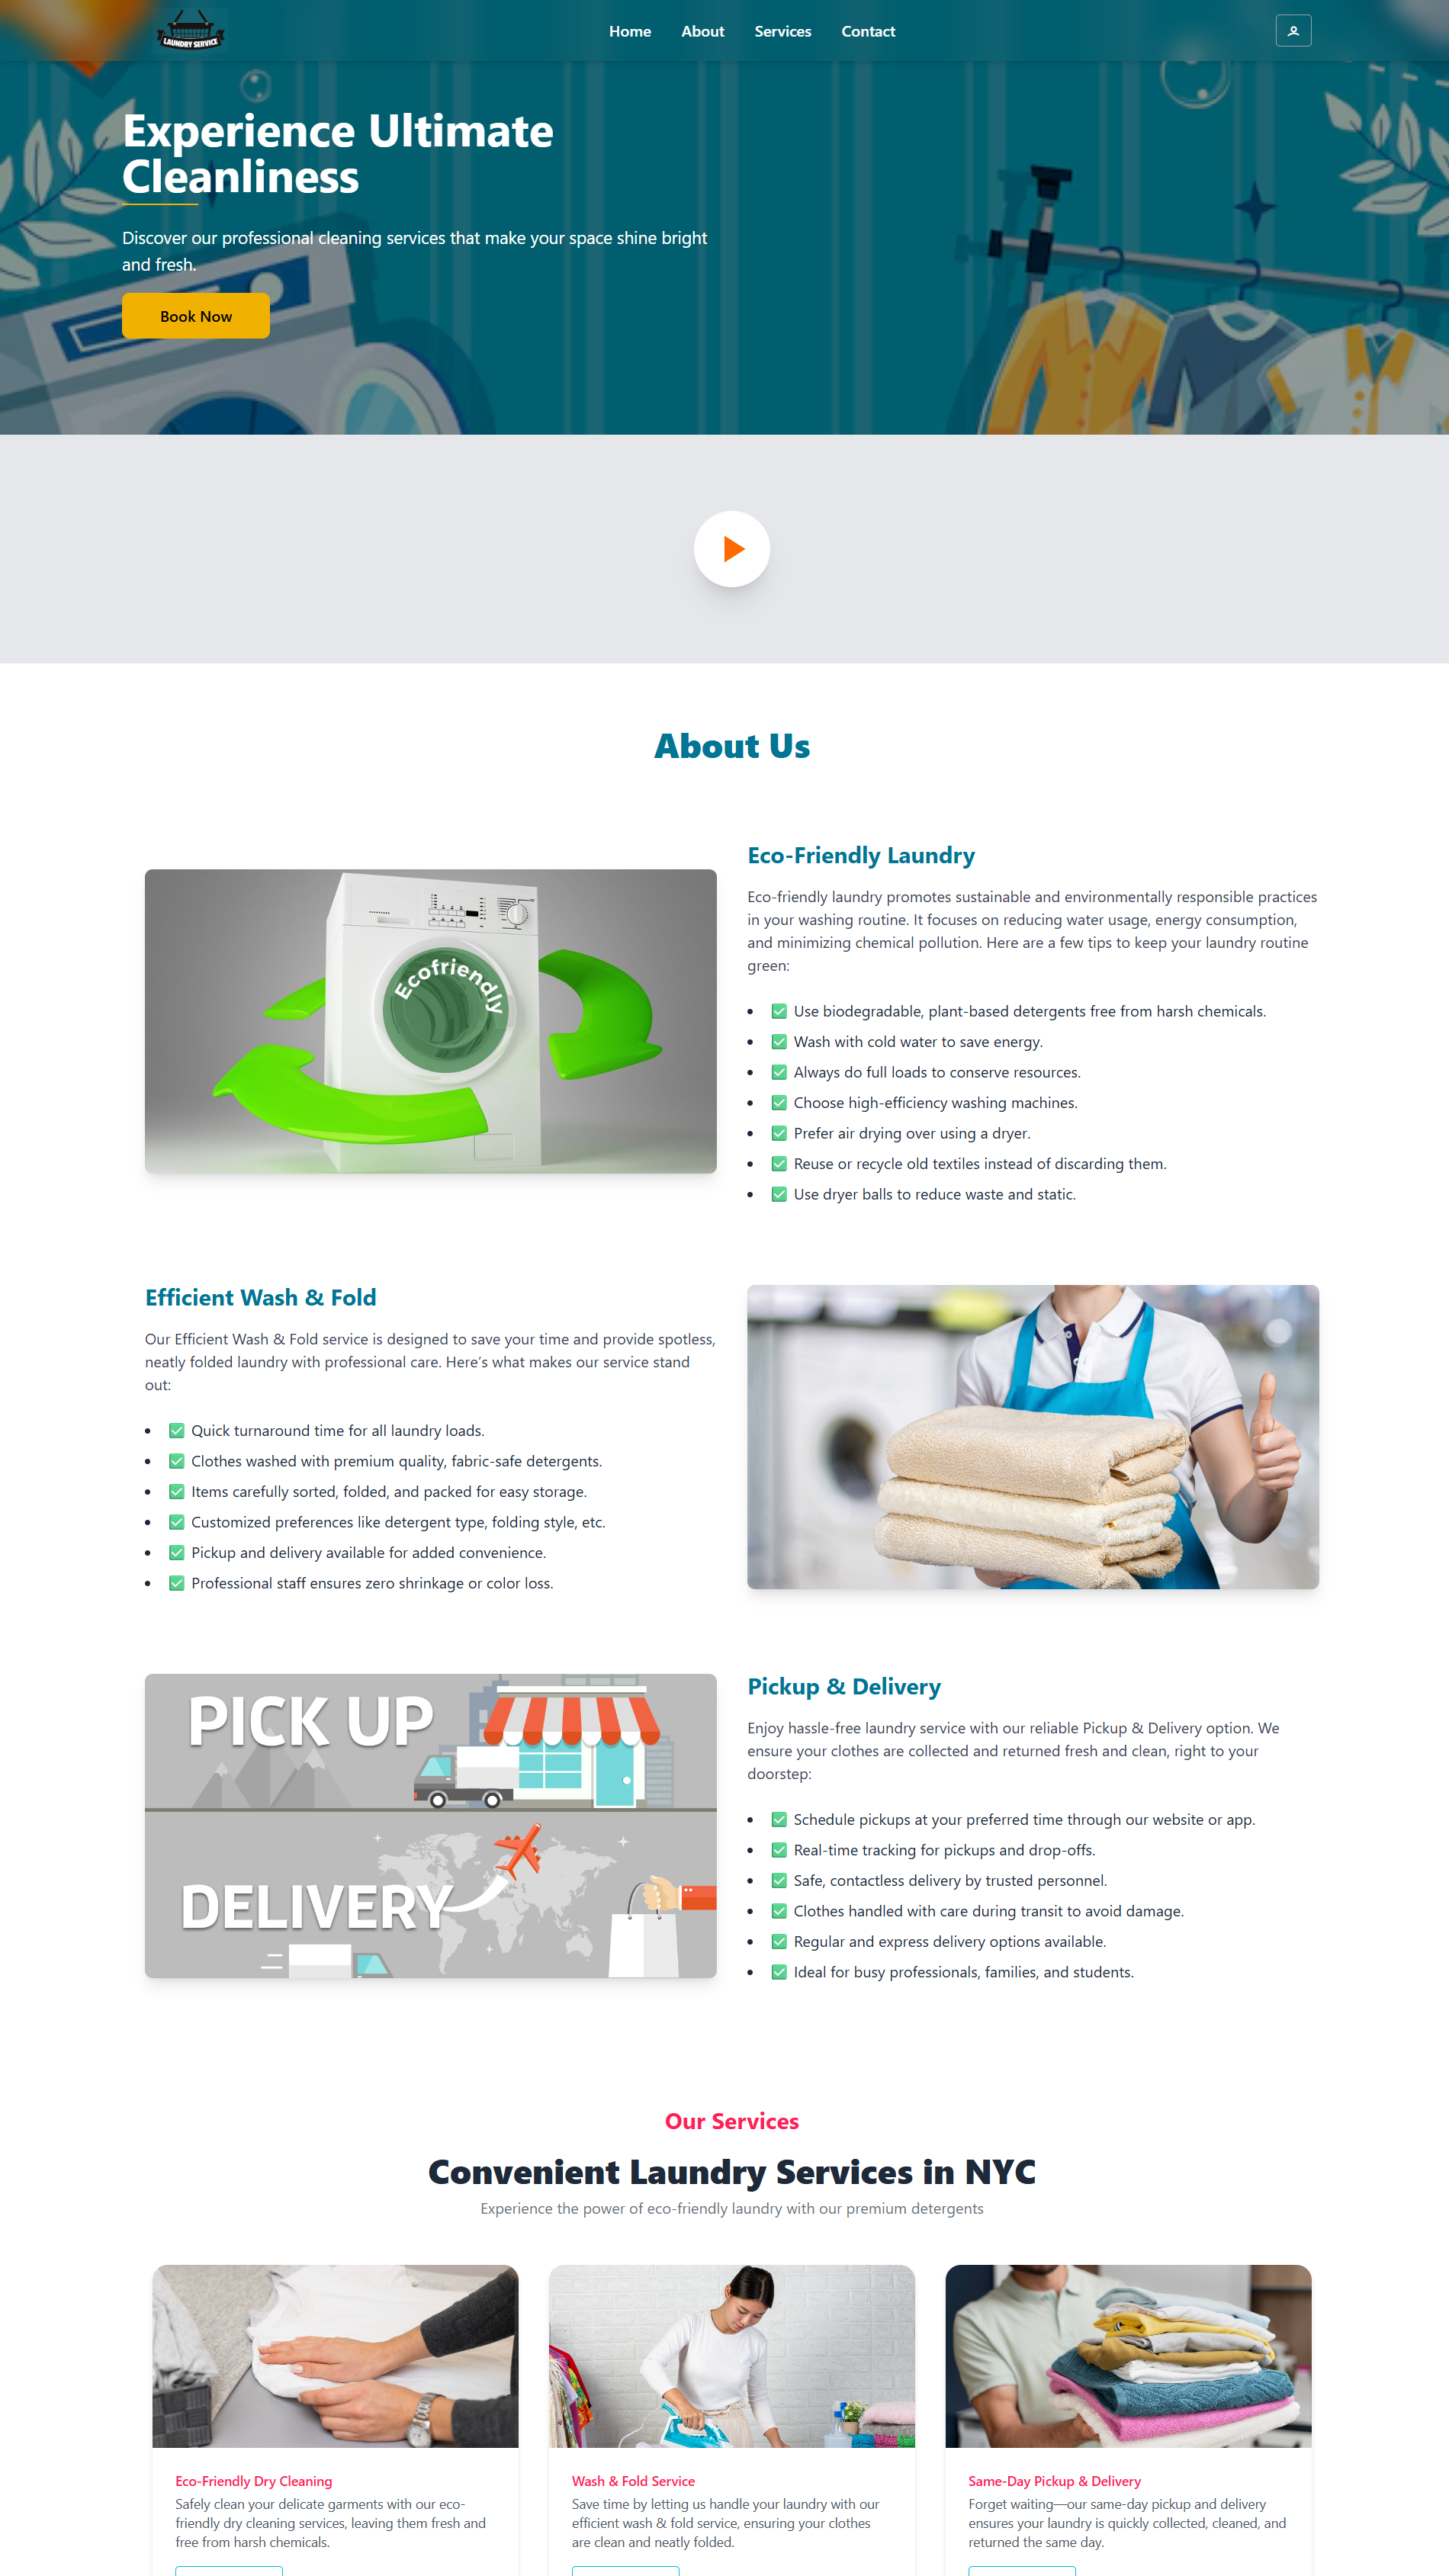 LAUNDRY SERVICE
Home
About
Services
Contact
Experience Ultimate
Cleanliness
Discover our professional cleaning services that make your space shine bright
and fresh.
Book Now
About Us
Ecofriendly
Eco-Friendly Laundry
Eco-friendly laundry promotes sustainable and environmentally responsible practices
in your washing routine. It focuses on reducing water usage, energy consumption,
and minimizing chemical pollution. Here are a few tips to keep your laundry routine
green:
• ✅ Use biodegradable, plant-based detergents free from harsh chemicals.
• ✅ Wash with cold water to save energy.
• ✅ Always do full loads to conserve resources.
• ✅ Choose high-efficiency washing machines.
• ✅ Prefer air drying over using a dryer.
• ✅ Reuse or recycle old textiles instead of discarding them.
• ✅ Use dryer balls to reduce waste and static.
Efficient Wash & Fold
Our Efficient Wash & Fold service is designed to save your time and provide spotless,
neatly folded laundry with professional care. Here's what makes our service stand
out:
• ✅ Quick turnaround time for all laundry loads.
• ✅ Clothes washed with premium quality, fabric-safe detergents.
• ✅ Items carefully sorted, folded, and packed for easy storage.
• ✅ Customized preferences like detergent type, folding style, etc.
• ✅ Pickup and delivery available for added convenience.
• ✅ Professional staff ensures zero shrinkage or color loss.
PICK UP
DELIVERY
Pickup & Delivery
Enjoy hassle-free laundry service with our reliable Pickup & Delivery option. We
ensure your clothes are collected and returned fresh and clean, right to your
doorstep:
• ✅ Schedule pickups at your preferred time through our website or app.
• ✅ Real-time tracking for pickups and drop-offs.
• ✅ Safe, contactless delivery by trusted personnel.
• ✅ Clothes handled with care during transit to avoid damage.
• ✅ Regular and express delivery options available.
• ✅ Ideal for busy professionals, families, and students.
Our Services
Convenient Laundry Services in NYC
Experience the power of eco-friendly laundry with our premium detergents
Eco-Friendly Dry Cleaning
Safely clean your delicate garments with our eco-
friendly dry cleaning services, leaving them fresh and
free from harsh chemicals.
Wash & Fold Service
Save time by letting us handle your laundry with our
efficient wash & fold service, ensuring your clothes
are clean and neatly folded.
Same-Day Pickup & Delivery
Forget waiting—our same-day pickup and delivery
ensures your laundry is quickly collected, cleaned, and
returned the same day.